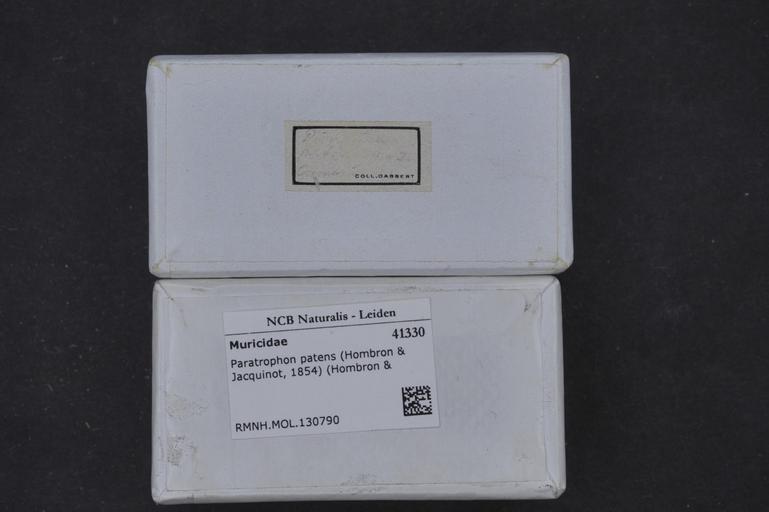 COLL.DABBERT
NCB Naturalis - Leiden
Muricidae 41330
Paratrophon patens (Hombron &
Jacquinot, 1854) (Hombron &
RMNH.MOL.130790